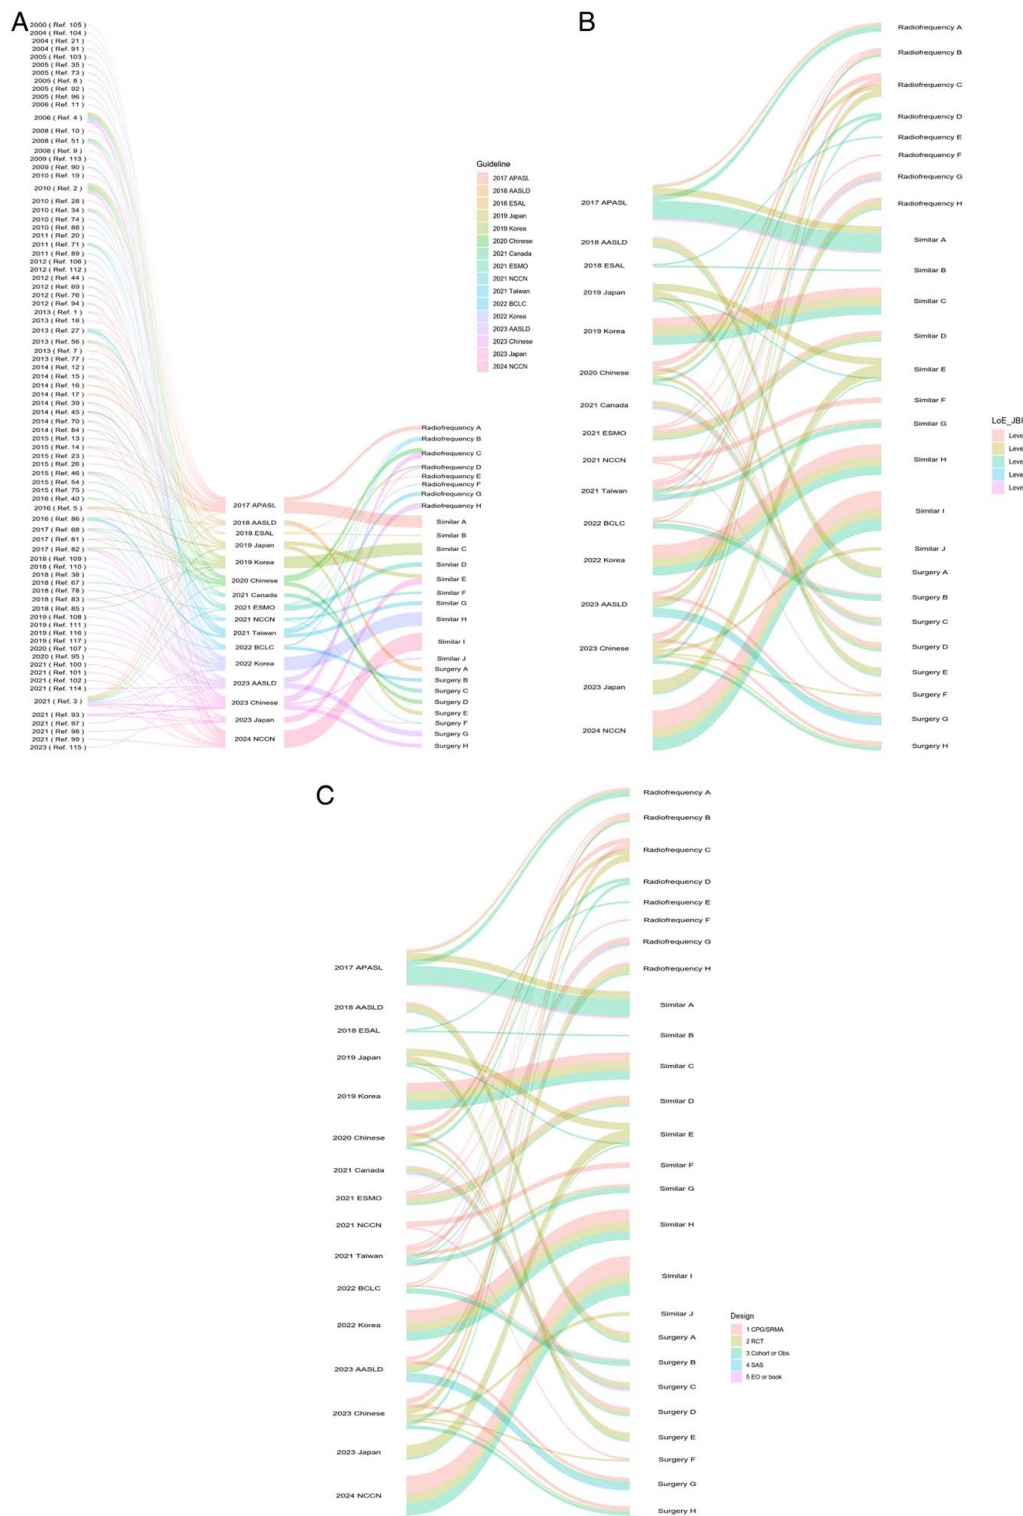 A
2000 ( Ref. 105 )
2004 ( Ref. 104 )
2004 ( Ref. 21 )
2004 ( Ref. 91 )
2005 ( Ref. 103 )
2005 ( Ref. 35 )
2005 ( Ref. 73 )
2005 ( Ref. 8 )
2005 ( Ref. 92 )
2005 ( Ref. 96 )
2006 ( Ref. 11 )
2006 ( Ref. 4 )
2008 ( Ref. 10 )
2008 ( Ref. 51 )
2008 ( Ref. 9 )
2009 ( Ref. 113 )
2009 ( Ref. 90 )
2010 ( Ref. 19 )
2010 ( Ref. 2 )
2010 ( Ref. 28 )
2010 ( Ref. 34 )
2010 ( Ref. 74 )
2010 ( Ref. 88 )
2011 ( Ref. 20 )
2011 ( Ref. 71 )
2011 ( Ref. 89 )
2012 ( Ref. 106 )
2012 ( Ref. 112 )
2012 ( Ref. 44 )
2012 ( Ref. 69 )
2012 ( Ref. 76 )
2012 ( Ref. 94 )
2013 ( Ref. 1 )
2013 ( Ref. 18 )
2013 ( Ref. 27 )
2013 ( Ref. 56 )
2013 ( Ref. 7 )
2013 ( Ref. 77 )
2014 ( Ref. 12 )
2014 ( Ref. 15 )
2014 ( Ref. 16 )
2014 ( Ref. 17 )
2014 ( Ref. 39 )
2014 ( Ref. 45 )
2014 ( Ref. 70 )
2014 ( Ref. 84 )
2015 ( Ref. 13 )
2015 ( Ref. 14 )
2015 ( Ref. 23 )
2015 ( Ref. 26 )
2015 ( Ref. 46 )
2015 ( Ref. 54 )
2015 ( Ref. 75 )
2016 ( Ref. 40 )
2016 ( Ref. 5 )
2016 ( Ref. 86 )
2017 ( Ref. 68 )
2017 ( Ref. 81 )
2017 ( Ref. 82 )
2018 ( Ref. 109 )
2018 ( Ref. 110 )
2018 ( Ref. 38 )
2018 ( Ref. 67 )
2018 ( Ref. 78 )
2018 ( Ref. 83 )
2018 ( Ref. 85 )
2019 ( Ref. 108 )
2019 ( Ref. 111 )
2019 ( Ref. 116 )
2019 ( Ref. 117 )
2020 ( Ref. 107 )
2020 ( Ref. 95 )
2021 ( Ref. 100 )
2021 ( Ref. 101 )
2021 ( Ref. 102 )
2021 ( Ref. 114 )
2021 ( Ref. 3 )
2021 ( Ref. 93 )
2021 ( Ref. 97 )
2021 ( Ref. 98 )
2021 ( Ref. 99 )
2023 ( Ref. 115 )
2017 APASL
2018 AASLD
2018 ESAL
2019 Japan
2019 Korea
2020 Chinese
2021 Canada
2021 ESMO
2021 NCCN
2021 Taiwan
2022 BCLC
2022 Korea
2023 AASLD
2023 Chinese
2023 Japan
2024 NCCN
Radiofrequency A
Radiofrequency B
Radiofrequency C
Radiofrequency D
Radiofrequency E
Radiofrequency F
Radiofrequency G
Radiofrequency H
Similar A
Similar B
Similar C
Similar D
Similar E
Similar F
Similar G
Similar H
Similar I
Similar J
Surgery A
Surgery B
Surgery C
Surgery D
Surgery E
Surgery F
Surgery G
Surgery H
Guideline
2017 APASL
2018 AASLD
2018 ESAL
2019 Japan
2019 Korea
2020 Chinese
2021 Canada
2021 ESMO
2021 NCCN
2021 Taiwan
2022 BCLC
2022 Korea
2023 AASLD
2023 Chinese
2023 Japan
2024 NCCN
B
2017 APASL
2018 AASLD
2018 ESAL
2019 Japan
2019 Korea
2020 Chinese
2021 Canada
2021 ESMO
2021 NCCN
2021 Taiwan
2022 BCLC
2022 Korea
2023 AASLD
2023 Chinese
2023 Japan
2024 NCCN
Radiofrequency A
Radiofrequency B
Radiofrequency C
Radiofrequency D
Radiofrequency E
Radiofrequency F
Radiofrequency G
Radiofrequency H
Similar A
Similar B
Similar C
Similar D
Similar E
Similar F
Similar G
Similar H
Similar I
Similar J
Surgery A
Surgery B
Surgery C
Surgery D
Surgery E
Surgery F
Surgery G
Surgery H
LoE_JBI
Leve
Leve
Leve
Leve
Leve
C
2017 APASL
2018 AASLD
2018 ESAL
2019 Japan
2019 Korea
2020 Chinese
2021 Canada
2021 ESMO
2021 NCCN
2021 Taiwan
2022 BCLC
2022 Korea
2023 AASLD
2023 Chinese
2023 Japan
2024 NCCN
Radiofrequency A
Radiofrequency B
Radiofrequency C
Radiofrequency D
Radiofrequency E
Radiofrequency F
Radiofrequency G
Radiofrequency H
Similar A
Similar B
Similar C
Similar D
Similar E
Similar F
Similar G
Similar H
Similar I
Similar J
Surgery A
Surgery B
Surgery C
Surgery D
Surgery E
Surgery F
Surgery G
Surgery H
Design
1 CPG/SRMA
2 RCT
3 Cohort or Obs
4 SAS
5 EO or book